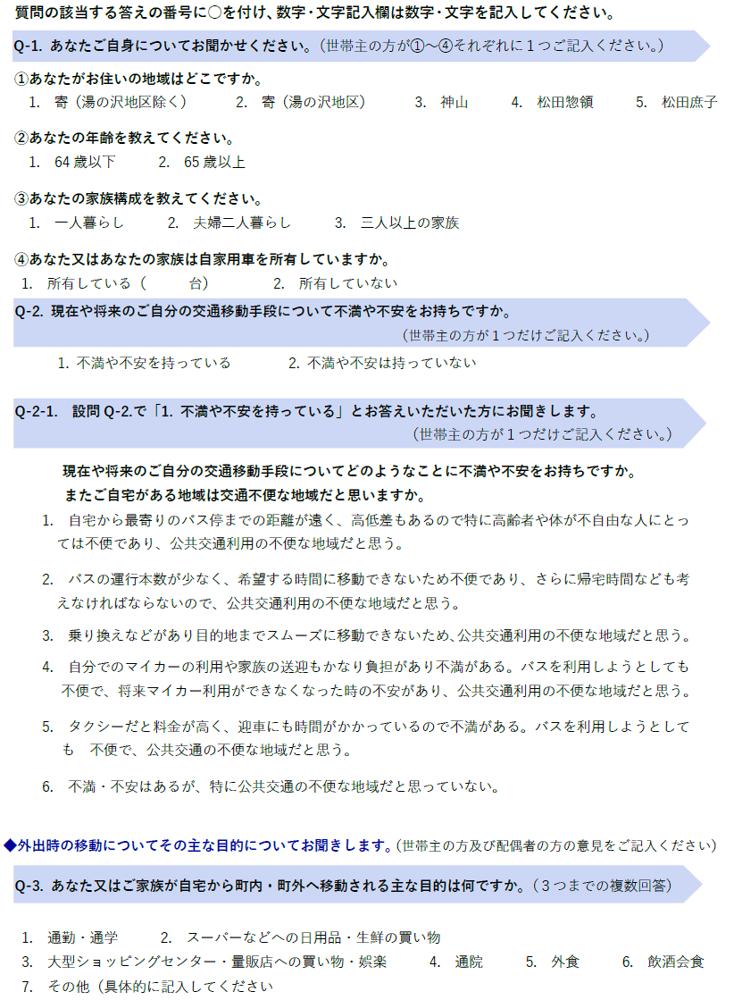 質問の該当する答えの番号に○を付け、数字・文字記入欄は数字・文字を記入してください。
Q-1. あなたご自身についてお聞かせください。（世帯主の方が①～④それぞれに１つご記入ください。）
①あなたがお住いの地域はどこですか。
1. 寄（湯の沢地区除く） 2. 寄（湯の沢地区） 3. 神山 4. 松田惣領 5. 松田庶子
②あなたの年齢を教えてください。
1. 64 歳以下 2. 65 歳以上
③あなたの家族構成を教えてください。
1. 一人暮らし 2. 夫婦二人暮らし 3. 三人以上の家族
④あなた又はあなたの家族は自家用車を所有していますか。
1. 所有している（ 台） 2. 所有していない
Q-2. 現在や将来のご自分の交通移動手段について不満や不安をお持ちですか。
（世帯主の方が１つだけご記入ください。）
1. 不満や不安を持っている 2. 不満や不安は持っていない
Q-2-1. 設問 Q-2.で「1. 不満や不安を持っている」とお答えいただいた方にお聞きします。
（世帯主の方が１つだけご記入ください。）
現在や将来のご自分の交通移動手段についてどのようなことに不満や不安をお持ちですか。
またご自宅がある地域は交通不便な地域だと思いますか。
1. 自宅から最寄りのバス停までの距離が遠く、高低差もあるので特に高齢者や体が不自由な人にとっ
ては不便であり、公共交通利用の不便な地域だと思う。
2. バスの運行本数が少なく、希望する時間に移動できないため不便であり、さらに帰宅時間なども考
えなければならないので、公共交通利用の不便な地域だと思う。
3. 乗り換えなどがあり目的地までスムーズに移動できないため、公共交通利用の不便な地域だと思う。
4. 自分でのマイカーの利用や家族の送迎もかなり負担があり不満がある。バスを利用しようとしても
不便で、将来マイカー利用ができなくなった時の不安があり、公共交通利用の不便な地域だと思う。
5. タクシーだと料金が高く、迎車にも時間がかかっているので不満がある。バスを利用しようとして
も 不便で、公共交通の不便な地域だと思う。
6. 不満・不安はあるが、特に公共交通の不便な地域だと思っていない。
◆外出時の移動についてその主な目的についてお聞きします。（世帯主の方及び配偶者の方の意見をご記入ください）
Q-3. あなた又はご家族が自宅から町内・町外へ移動される主な目的は何ですか。（３つまでの複数回答）
1. 通勤・通学 2. スーパーなどへの日用品・生鮮の買い物
3. 大型ショッピングセンター・量販店への買い物・娯楽 4. 通院 5. 外食 6. 飲酒会食
7. その他（具体的に記入してください